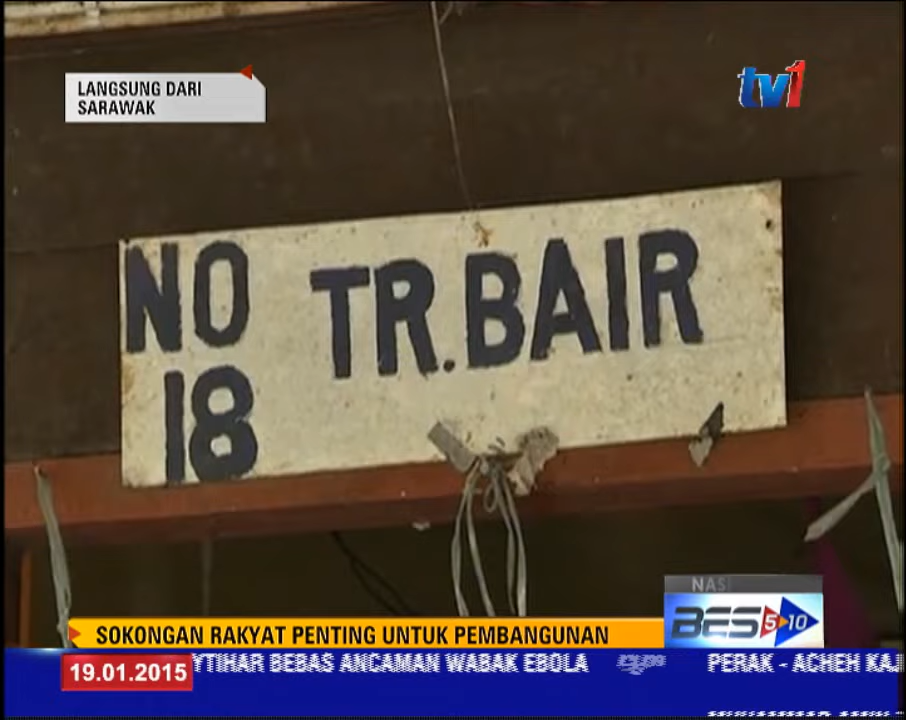 LANGSUNG DARI
SARAWAK
tv1
NO
18
TR. BAIR
NAS
BES 5 10
SOKONGAN RAKYAT PENTING UNTUK PEMBANGUNAN
19.01.2015
YTIHAR BEBAS ANCAMAN WABAK EBOLA
PERAK - ACHEH KAJ